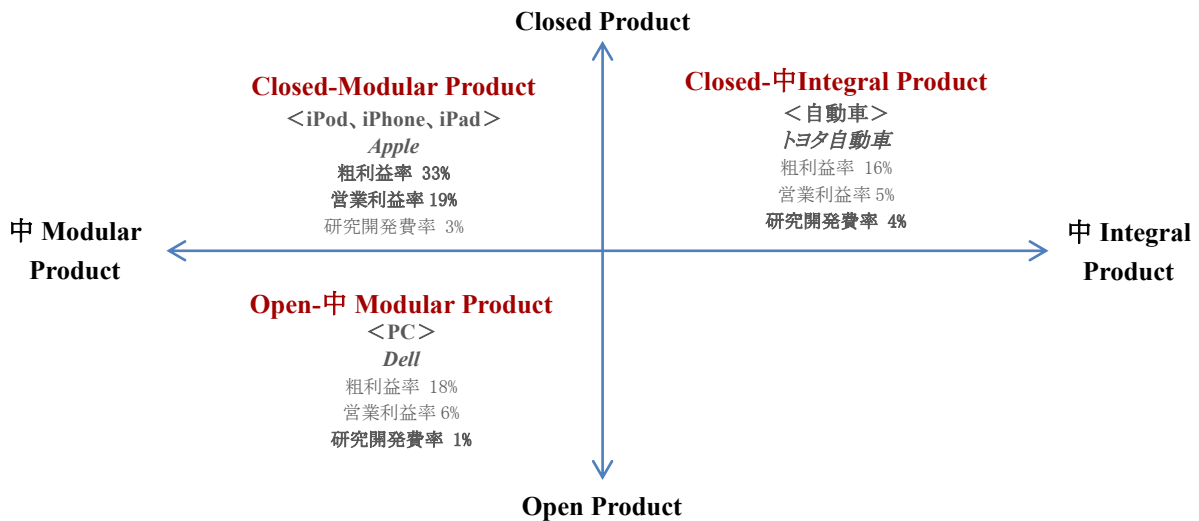 Closed Product
Closed-Modular Product
＜iPod、iPhone、iPad＞
Apple
粗利益率 33%
営業利益率 19%
研究開発費率 3%
Closed-中Integral Product
＜自動車＞
トヨタ自動車
粗利益率 16%
営業利益率 5%
研究開発費率 4%
中 Modular
Product
中 Integral
Product
Open-中 Modular Product
＜PC＞
Dell
粗利益率 18%
営業利益率 6%
研究開発費率 1%
Open Product